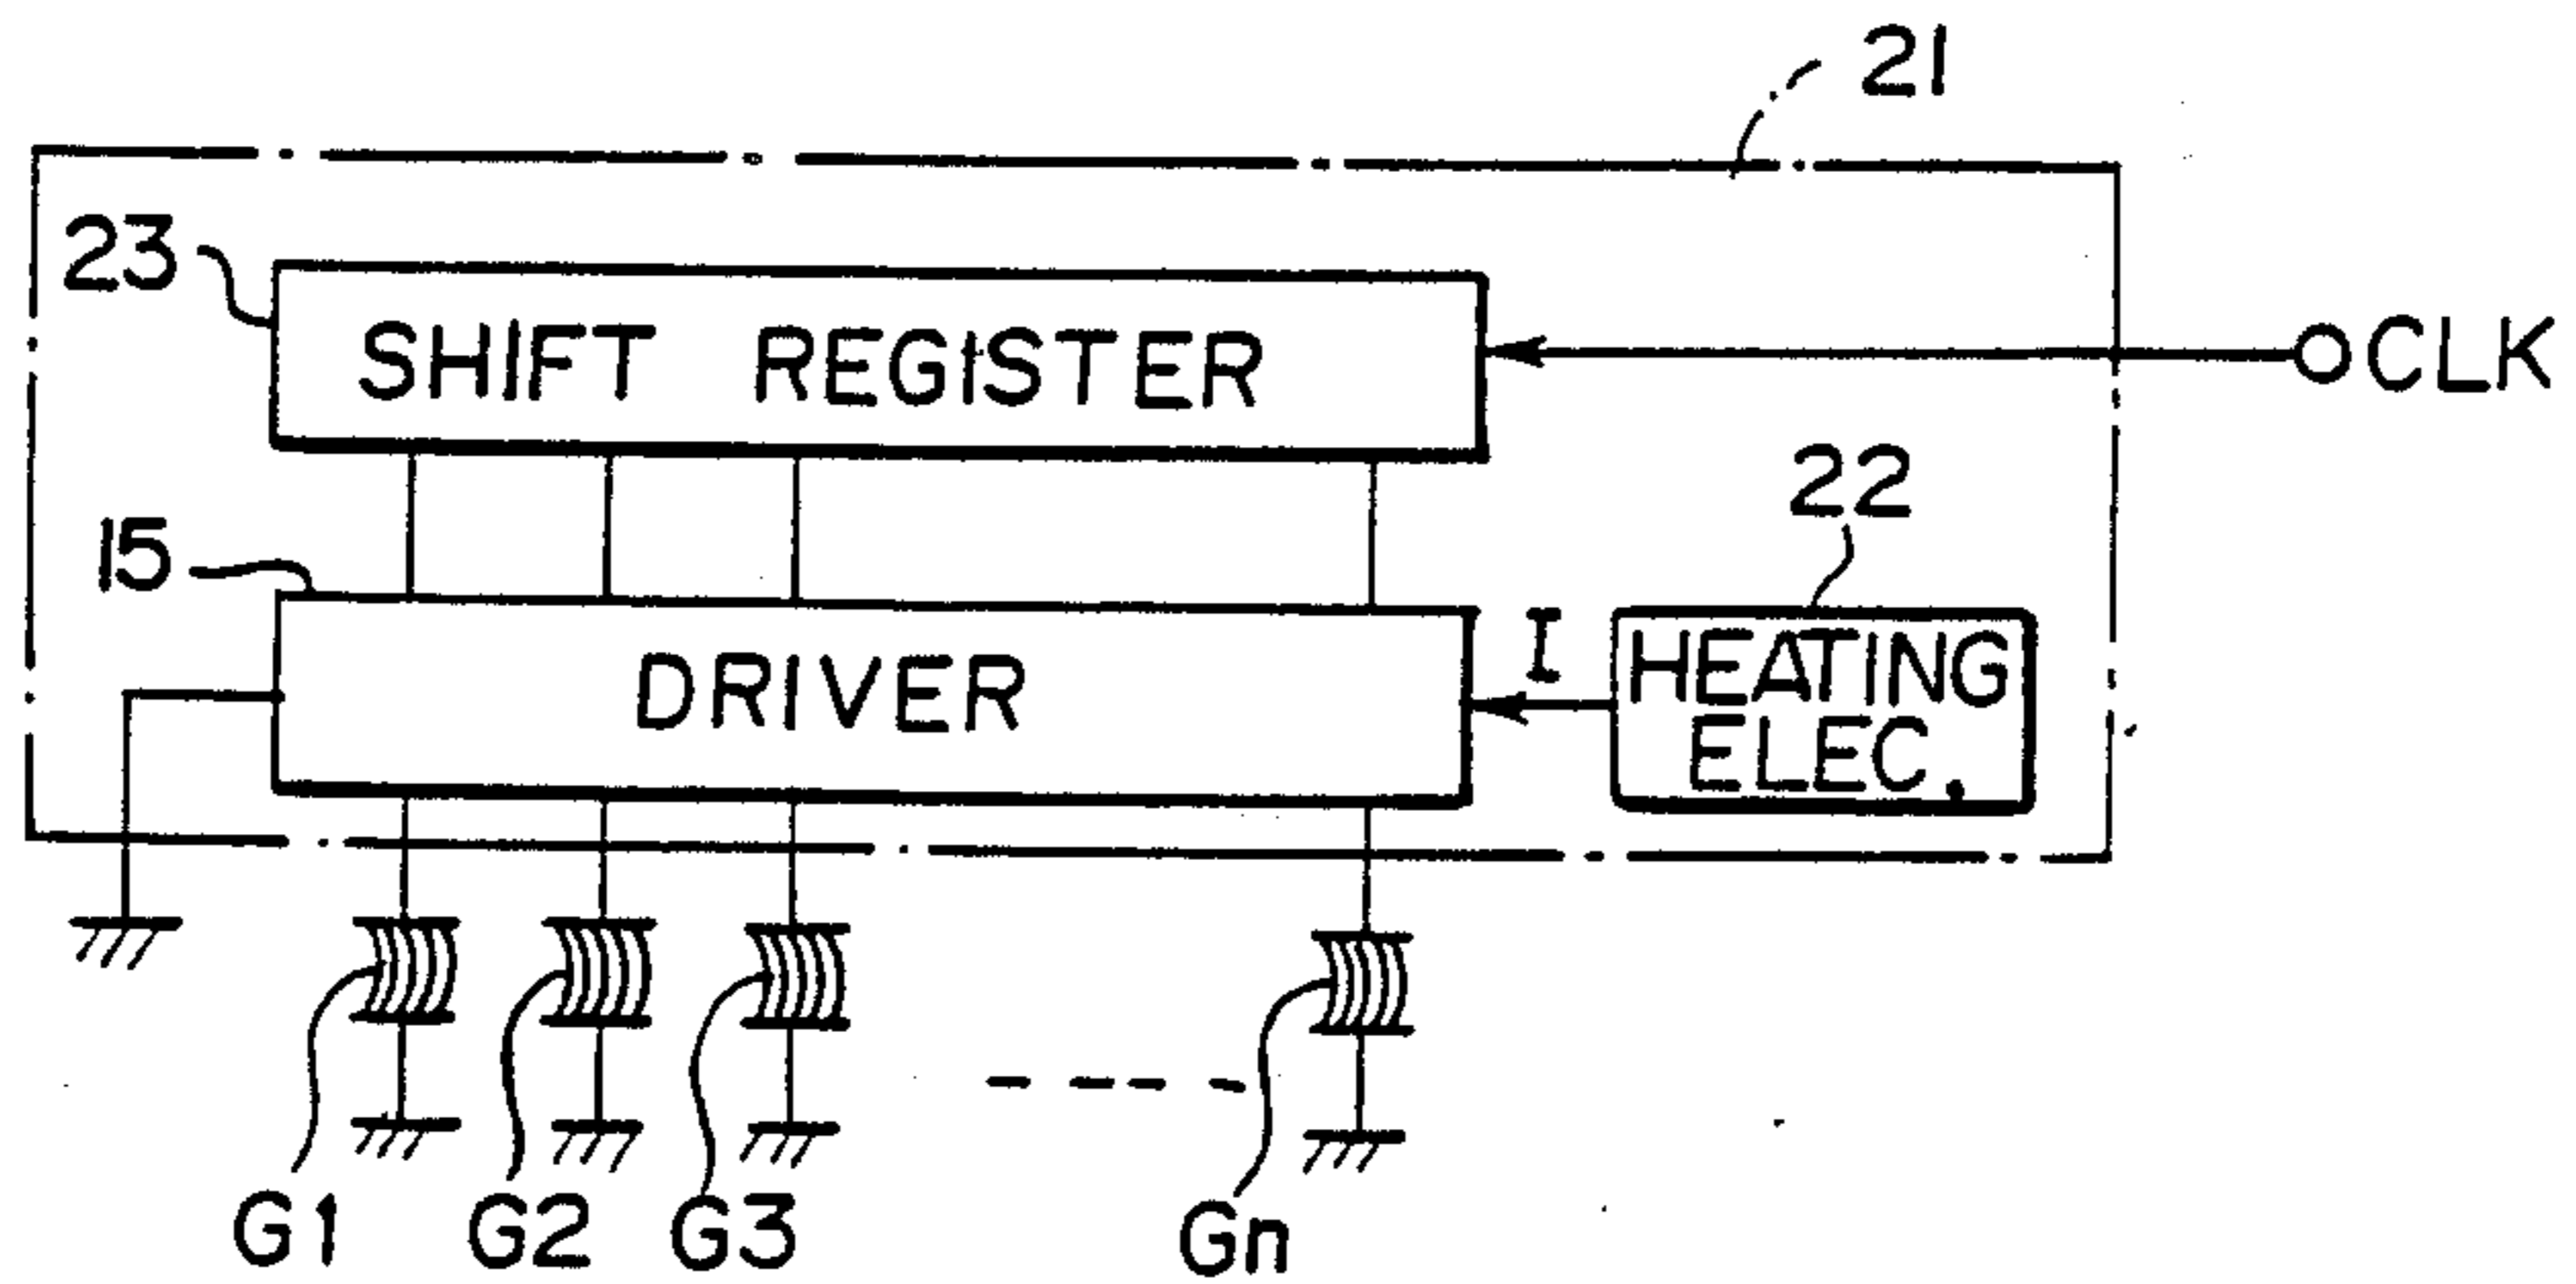 21
23
SHIFT REGISTER
CLK
22
15
DRIVER
I
HEATING
ELEC.
G1 G2 G3 Gn